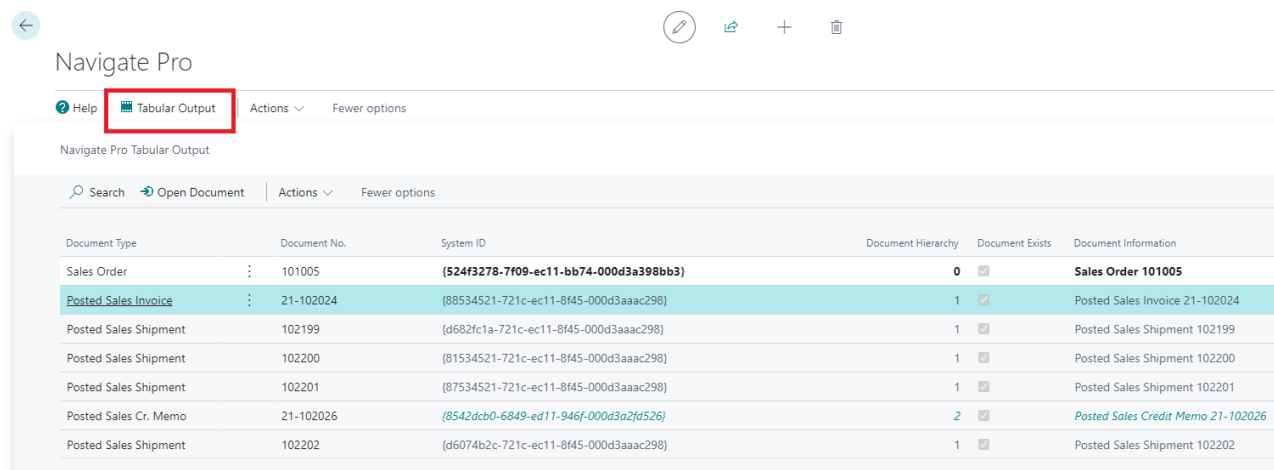 Navigate Pro
Help Tabular Output Actions Fewer options
Navigate Pro Tabular Output
Search Open Document Actions Fewer options
Document Type Document No. System ID Document Hierarchy Document Exists Document Information
Sales Order 101005 {524f3278-7f09-ec11-bb74-000d3a398bb3} 0 Sales Order 101005
Posted Sales Invoice 21-102024 {88534521-721c-ec11-8f45-000d3aaac298} 1 Posted Sales Invoice 21-102024
Posted Sales Shipment 102199 {d682fc1a-721c-ec11-8f45-000d3aaac298} 1 Posted Sales Shipment 102199
Posted Sales Shipment 102200 {81534521-721c-ec11-8f45-000d3aaac298} 1 Posted Sales Shipment 102200
Posted Sales Shipment 102201 {87534521-721c-ec11-8f45-000d3aaac298} 1 Posted Sales Shipment 102201
Posted Sales Cr. Memo 21-102026 {8542dcb0-6849-ed11-946f-000d3a2fd526} 2 Posted Sales Credit Memo 21-102026
Posted Sales Shipment 102202 {d6074b2c-721c-ec11-8f45-000d3aaac298} 1 Posted Sales Shipment 102202